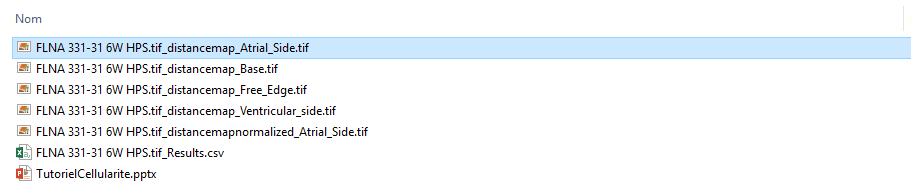 Nom
FLNA 331-31 6W HPS.tif_distancemap_Atrial_Side.tif
FLNA 331-31 6W HPS.tif_distancemap_Base.tif
FLNA 331-31 6W HPS.tif_distancemap_Free_Edge.tif
FLNA 331-31 6W HPS.tif_distancemap_Ventricular_side.tif
FLNA 331-31 6W HPS.tif_distancemapnormalized_Atrial_Side.tif
FLNA 331-31 6W HPS.tif_Results.csv
TutorielCellularite.pptx